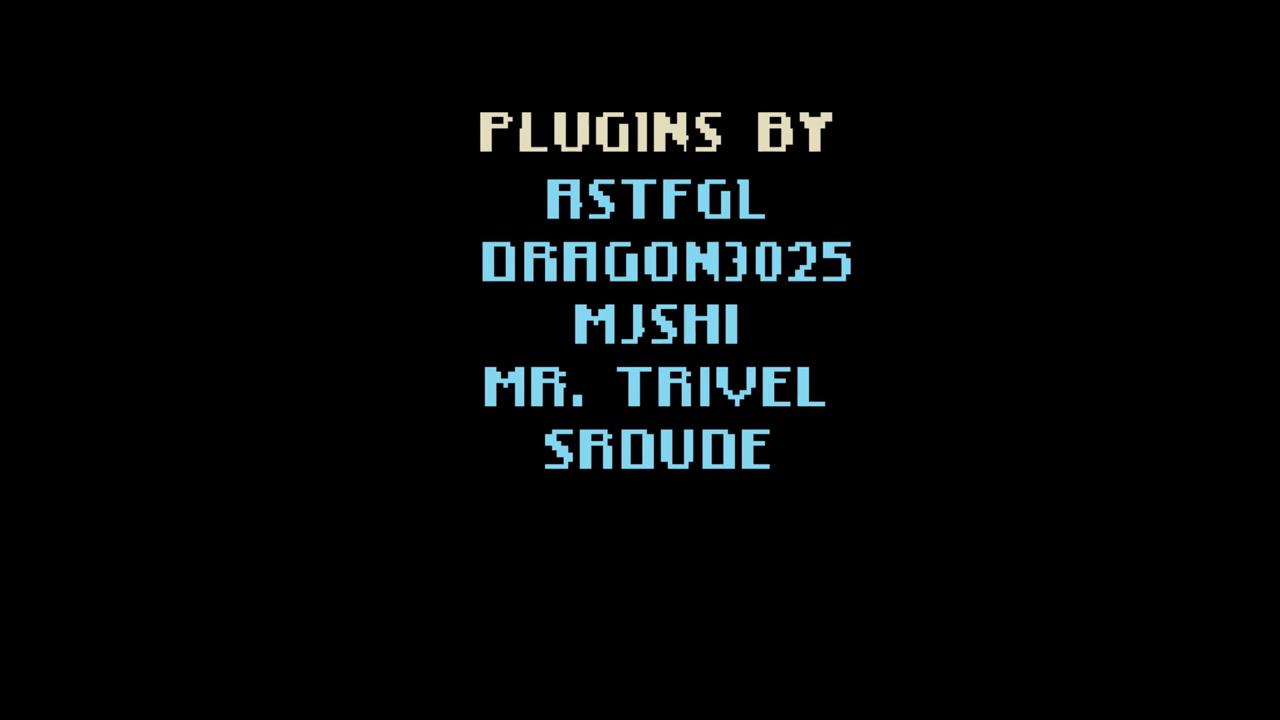 PLUGINS BY
ASTFGL
DRAGON3025
MJSHI
MR. TRIVEL
SRDUDE